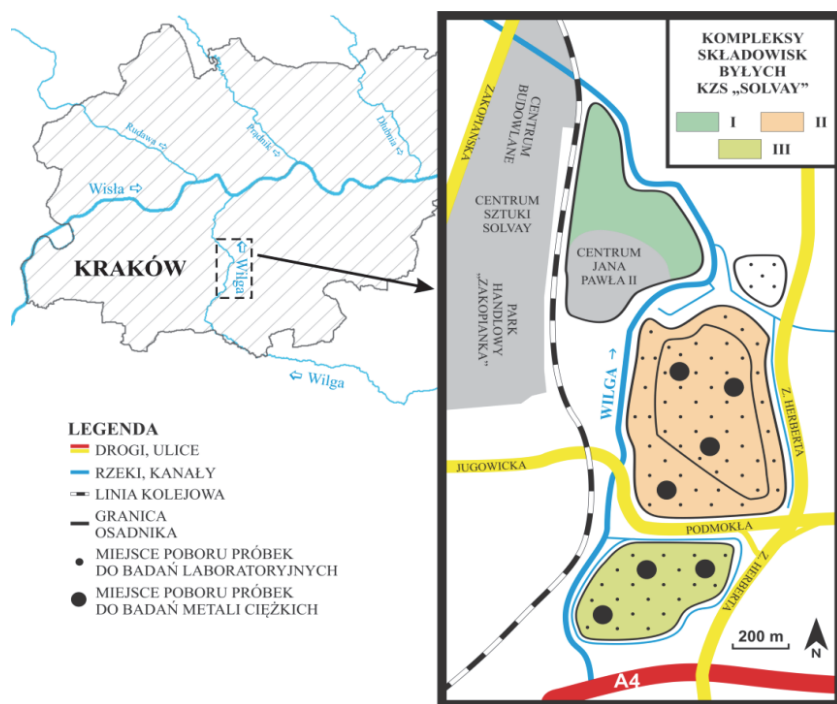 Rudawa
Prądnik
Dłubnia
Wisła
KRAKÓW
Wilga
Wilga
LEGENDA
DROGI, ULICE
RZEKI, KANAŁY
LINIA KOLEJOWA
GRANICA
OSADNIKA
MIEJSCE POBORU PRÓBEK
DO BADAŃ LABORATORYJNYCH
MIEJSCE POBORU PRÓBEK
DO BADAŃ METALI CIĘŻKICH
KOMPLEKSY
SKŁADOWISK
BYŁYCH
KZS „SOLVAY”
I
II
III
ZAKOPIAŃSKA
CENTRUM
BUDOWLANE
CENTRUM
SZTUKI
SOLVAY
CENTRUM
JANA
PAWŁA II
PARK
HANDLOWY
„ZAKOPIANKA”
WILGA →
Z. HERBERTA
JUGOWICKA
PODMOKŁA
Z. HERBERTA
200 m
N
A4